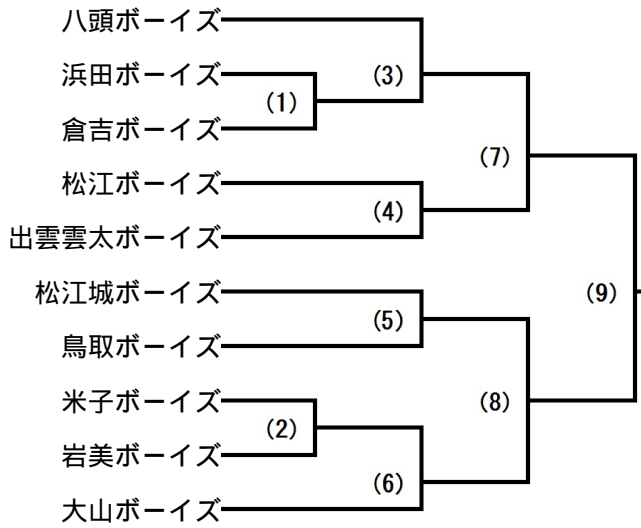 八頭ボーイズ
(3)
浜田ボーイズ
(1)
倉吉ボーイズ
(7)
松江ボーイズ
(4)
出雲雲太ボーイズ
(9)
松江城ボーイズ
(5)
鳥取ボーイズ
(8)
米子ボーイズ
(2)
岩美ボーイズ
(6)
大山ボーイズ